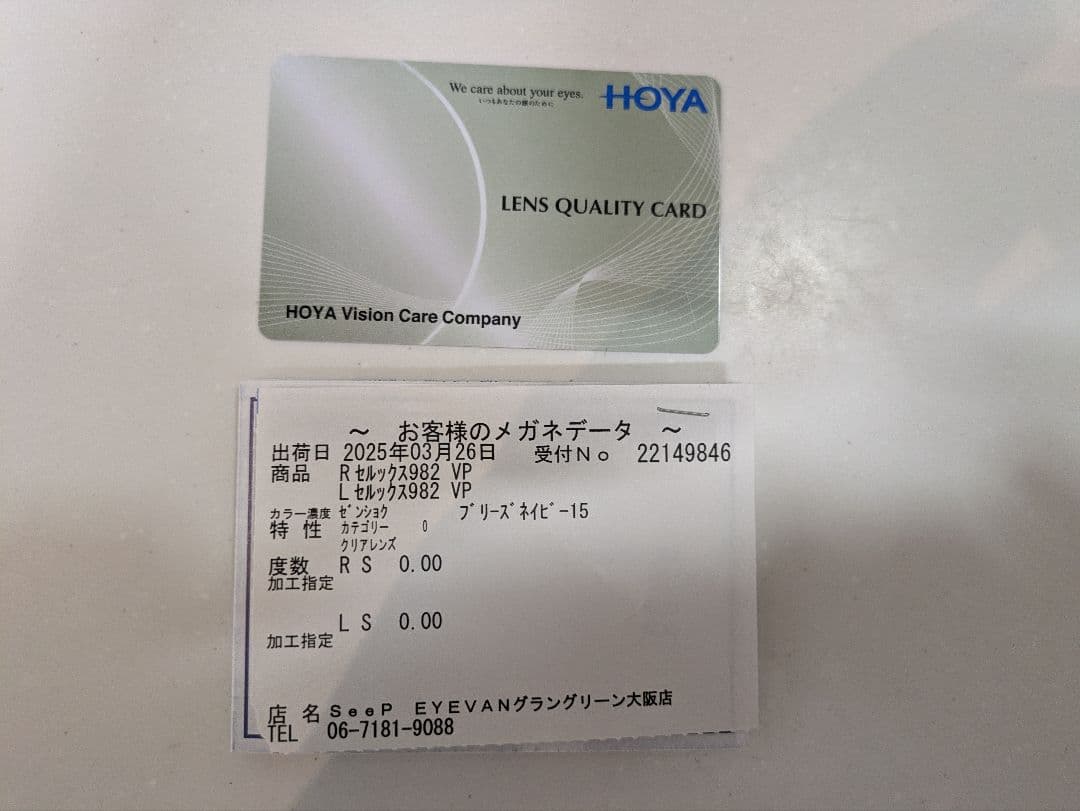 We care about your eyes.
いつもあなたの瞳のために
HOYA
LENS QUALITY CARD
HOYA Vision Care Company
～ お客様のメガネデータ ～
出荷日 2025年03月26日 受付No 22149846
商品 R ｾﾙｯｸｽ982 VP
L ｾﾙｯｸｽ982 VP
カラー濃度 ｾﾞﾝｼｮｸ ﾌﾞﾘｰｽﾞﾈｲﾋﾞｰ-15
特 性 ｶﾃｺﾞﾘｰ 0
ｸﾘｱﾚﾝｽﾞ
度数 R S 0.00
加工指定
L S 0.00
加工指定
店 名 SeeP EYEVANグラングリーン大阪店
TEL 06-7181-9088